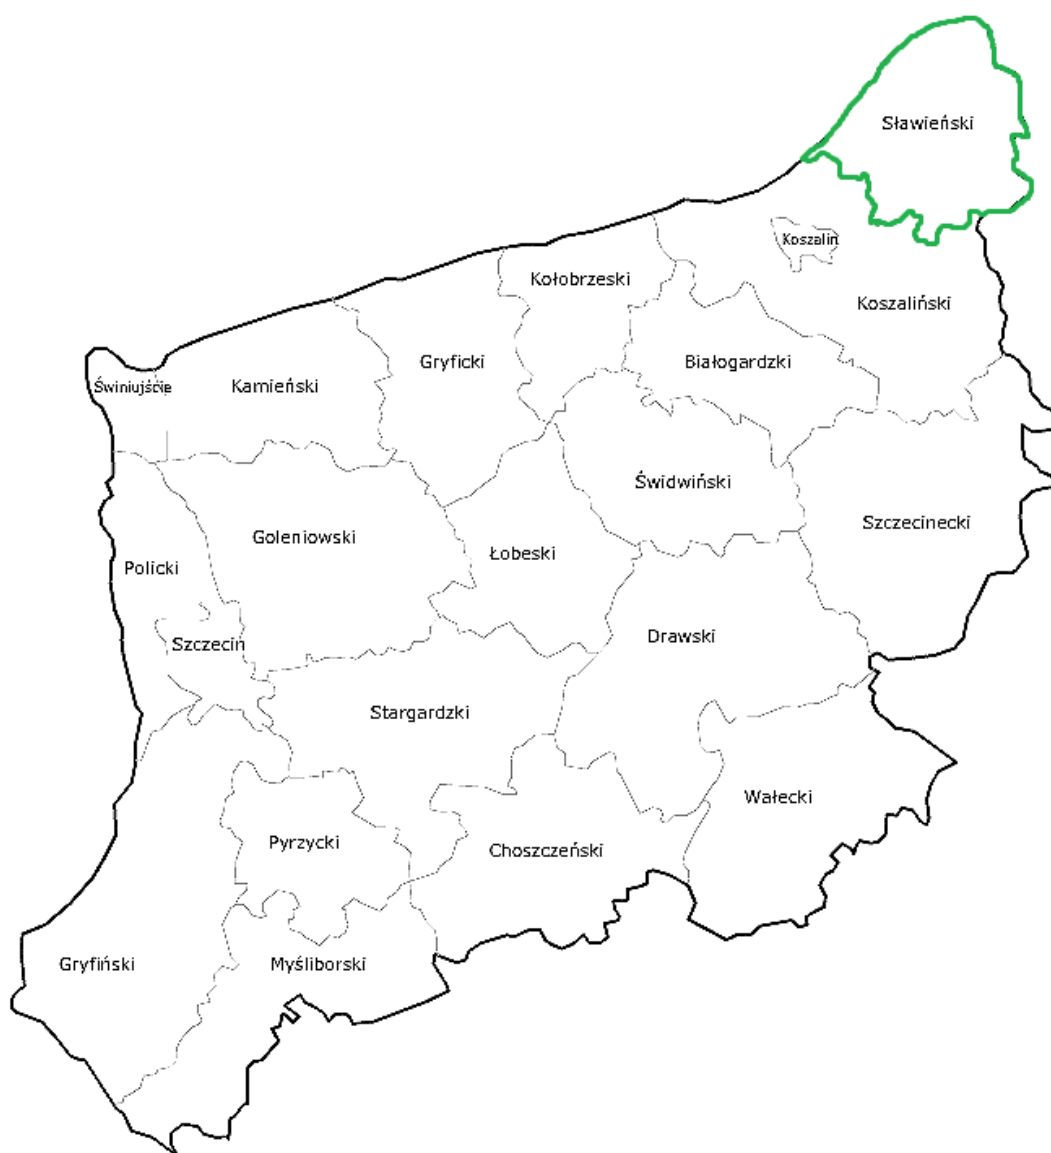 Sławieński
Koszalin
Kołobrzeski
Koszaliński
Gryficki
Białogardzki
Świniujście
Kamieński
Świdwiński
Szczecinecki
Goleniowski
Łobeski
Policki
Drawski
Szczecin
Stargardzki
Wałecki
Pyrzycki
Choszczeński
Gryfiński
Myśliborski